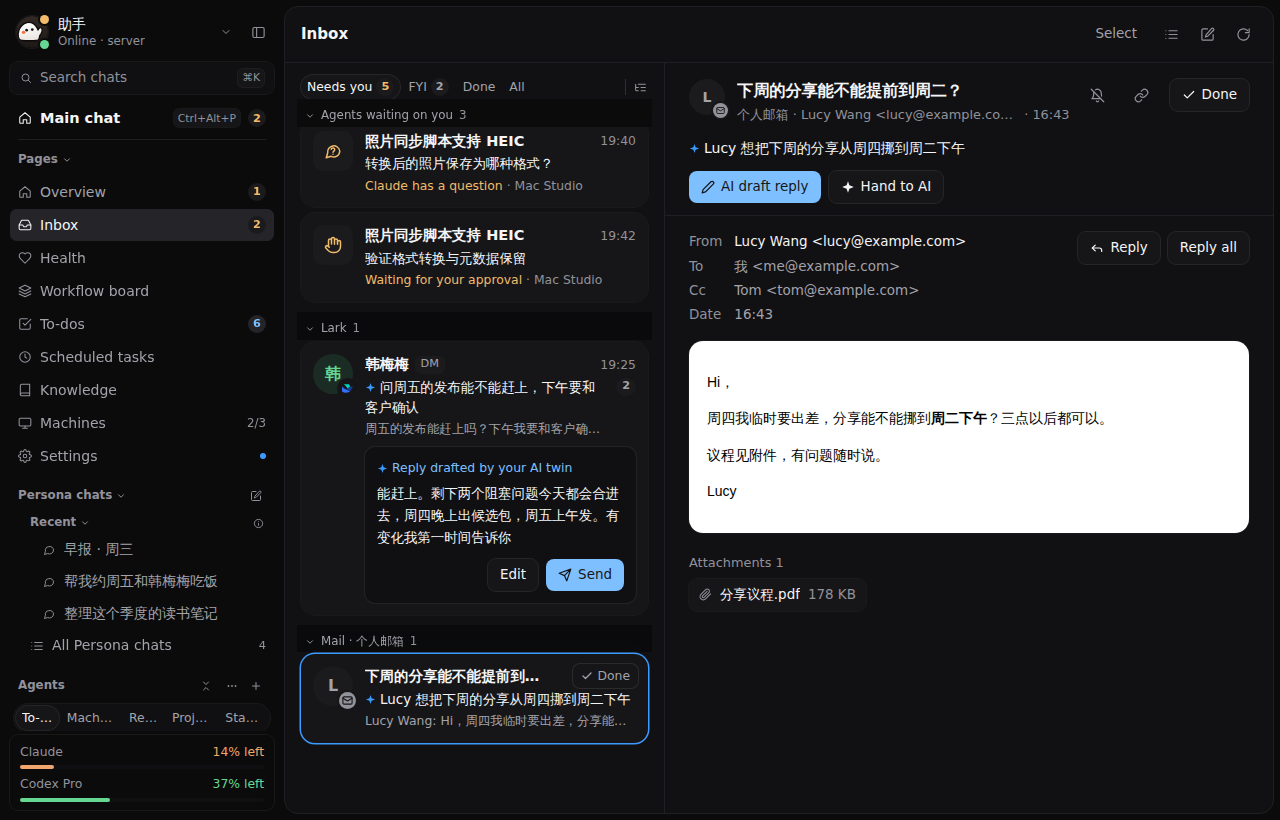 助手
Online · server
Search chats
⌘K
Main chat
Ctrl+Alt+P
2
Pages
Overview
1
Inbox
2
Health
Workflow board
To-dos
6
Scheduled tasks
Knowledge
Machines
2/3
Settings
Persona chats
Recent
早报 · 周三
帮我约周五和韩梅梅吃饭
整理这个季度的读书笔记
All Persona chats
4
Agents
To-…
Mach…
Re…
Proj…
Sta…
Claude
14% left
Codex Pro
37% left
Inbox
Select
Needs you 5
FYI 2
Done
All
Agents waiting on you 3
照片同步脚本支持 HEIC
19:40
转换后的照片保存为哪种格式？
Claude has a question · Mac Studio
照片同步脚本支持 HEIC
19:42
验证格式转换与元数据保留
Waiting for your approval · Mac Studio
Lark 1
韩
韩梅梅
DM
19:25
问周五的发布能不能赶上，下午要和
客户确认
2
周五的发布能赶上吗？下午我要和客户确…
Reply drafted by your AI twin
能赶上。剩下两个阻塞问题今天都会合进
去，周四晚上出候选包，周五上午发。有
变化我第一时间告诉你
Edit
Send
Mail · 个人邮箱 1
L
下周的分享能不能提前到…
Done
Lucy 想把下周的分享从周四挪到周二下午
Lucy Wang: Hi，周四我临时要出差，分享能…
L
下周的分享能不能提前到周二？
个人邮箱 · Lucy Wang <lucy@example.co… · 16:43
Done
Lucy 想把下周的分享从周四挪到周二下午
AI draft reply
Hand to AI
From Lucy Wang <lucy@example.com>
To 我 <me@example.com>
Cc Tom <tom@example.com>
Date 16:43
Reply
Reply all
Hi，
周四我临时要出差，分享能不能挪到周二下午？三点以后都可以。
议程见附件，有问题随时说。
Lucy
Attachments 1
分享议程.pdf 178 KB